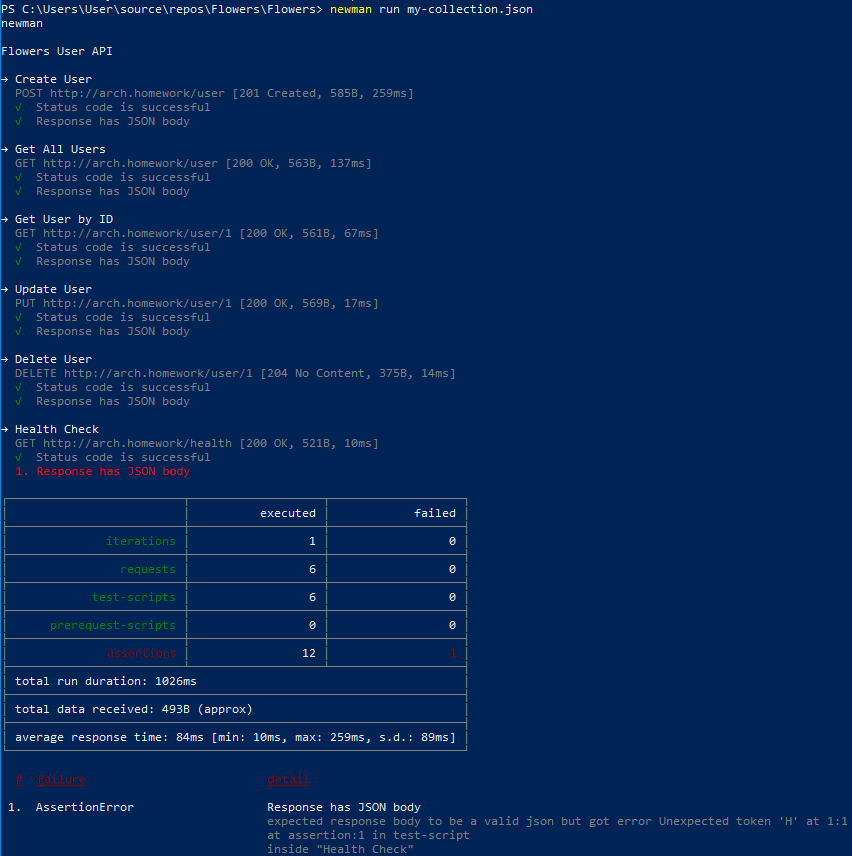 PS C:\Users\User\source\repos\Flowers\Flowers> newman run my-collection.json
newman
Flowers User API
→ Create User
POST http://arch.homework/user [201 Created, 585B, 259ms]
√ Status code is successful
√ Response has JSON body
→ Get All Users
GET http://arch.homework/user [200 OK, 563B, 137ms]
√ Status code is successful
√ Response has JSON body
→ Get User by ID
GET http://arch.homework/user/1 [200 OK, 561B, 67ms]
√ Status code is successful
√ Response has JSON body
→ Update User
PUT http://arch.homework/user/1 [200 OK, 569B, 17ms]
√ Status code is successful
√ Response has JSON body
→ Delete User
DELETE http://arch.homework/user/1 [204 No Content, 375B, 14ms]
√ Status code is successful
√ Response has JSON body
→ Health Check
GET http://arch.homework/health [200 OK, 521B, 10ms]
√ Status code is successful
1. Response has JSON body
executed failed
iterations 1 0
requests 6 0
test-scripts 6 0
prerequest-scripts 0 0
assertions 12 1
total run duration: 1026ms
total data received: 493B (approx)
average response time: 84ms [min: 10ms, max: 259ms, s.d.: 89ms]
# failure detail
1. AssertionError Response has JSON body
expected response body to be a valid json but got error Unexpected token 'H' at 1:1
at assertion:1 in test-script
inside "Health Check"